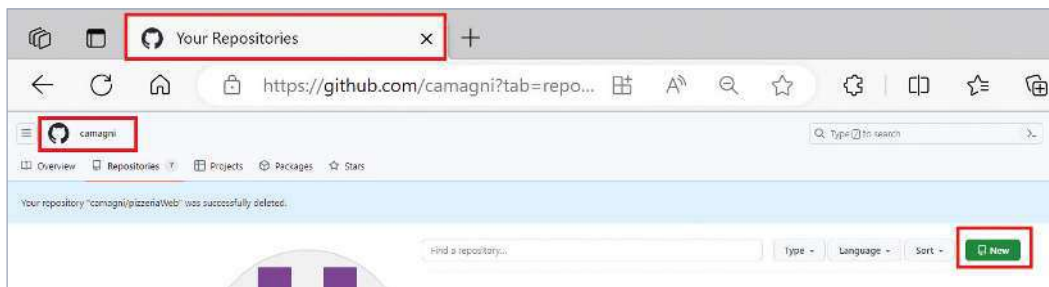 Your Repositories
https://github.com/camagni?tab=repo...
camagni
Type / to search
Overview Repositories 7 Projects Packages Stars
Your repository "camagni/pizzeriaWeb" was successfully deleted.
Find a repository...
Type Language Sort New